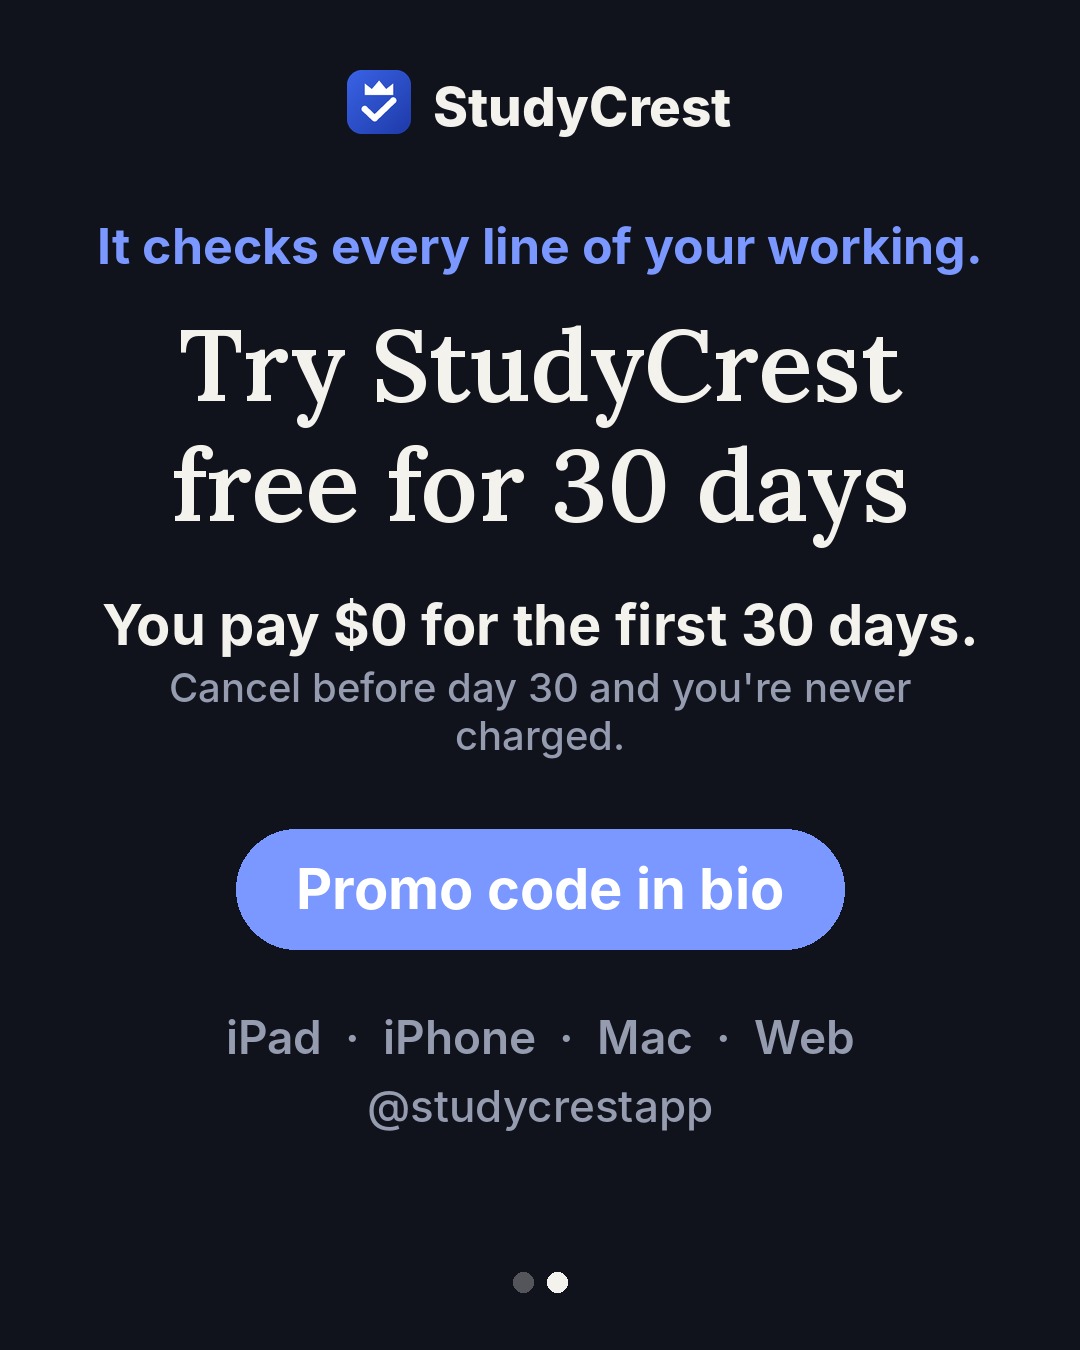 StudyCrest
It checks every line of your working.
Try StudyCrest
free for 30 days
You pay $0 for the first 30 days.
Cancel before day 30 and you're never
charged.
Promo code in bio
iPad · iPhone · Mac · Web
@studycrestapp